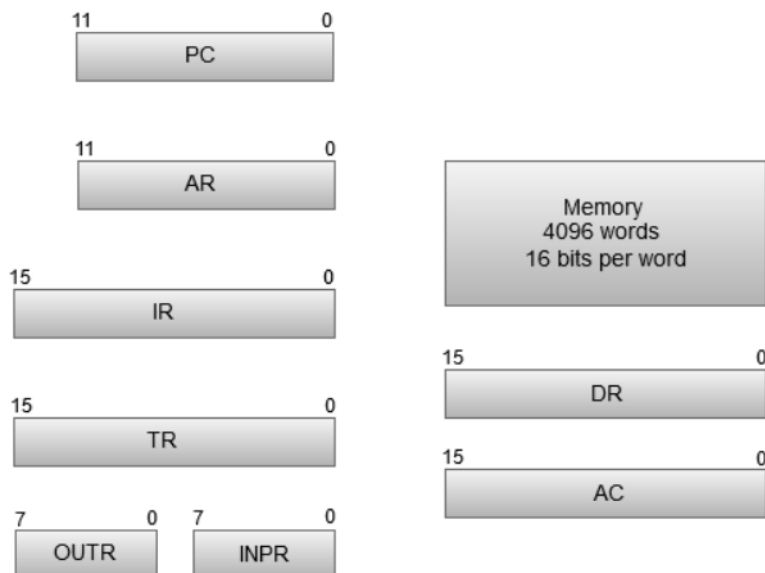 11 0
PC
11 0
AR
Memory
4096 words
16 bits per word
15 0
IR
15 0
DR
15 0
TR
15 0
AC
7 0 7 0
OUTR INPR